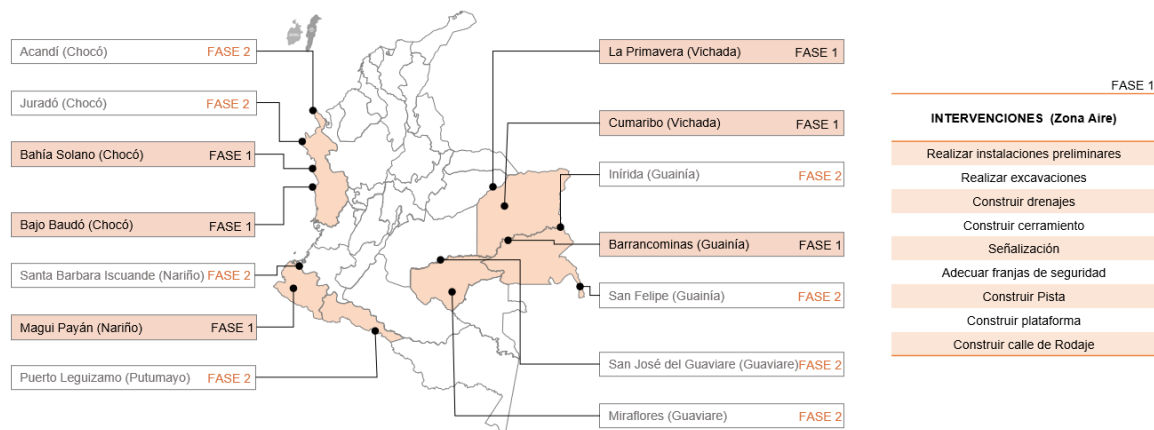 Acandí (Chocó) FASE 2
Juradó (Chocó) FASE 2
Bahía Solano (Chocó) FASE 1
Bajo Baudó (Chocó) FASE 1
Santa Barbara Iscuande (Nariño) FASE 2
Magui Payán (Nariño) FASE 1
Puerto Leguizamo (Putumayo) FASE 2
La Primavera (Vichada) FASE 1
Cumaribo (Vichada) FASE 1
Inírida (Guainía) FASE 2
Barrancominas (Guainía) FASE 1
San Felipe (Guainía) FASE 2
San José del Guaviare (Guaviare) FASE 2
Miraflores (Guaviare) FASE 2
FASE 1
INTERVENCIONES (Zona Aire)
Realizar instalaciones preliminares
Realizar excavaciones
Construir drenajes
Construir cerramiento
Señalización
Adecuar franjas de seguridad
Construir Pista
Construir plataforma
Construir calle de Rodaje